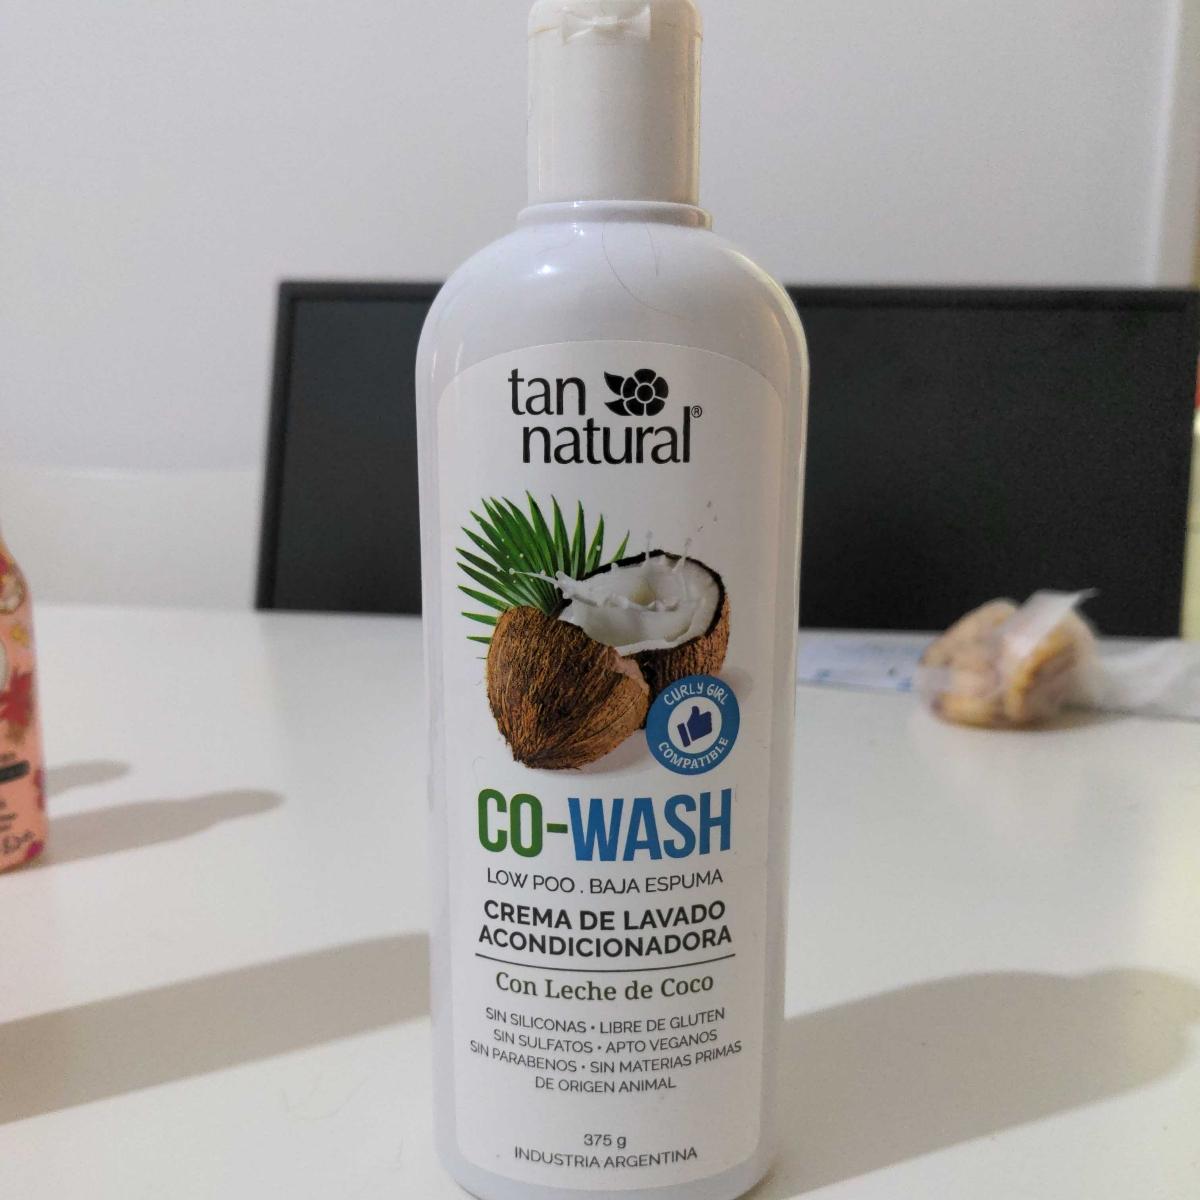 tan
natural®
CURLY GIRL
COMPATIBLE
CO-WASH
LOW POO . BAJA ESPUMA
CREMA DE LAVADO
ACONDICIONADORA
Con Leche de Coco
SIN SILICONAS • LIBRE DE GLUTEN
SIN SULFATOS • APTO VEGANOS
SIN PARABENOS • SIN MATERIAS PRIMAS
DE ORIGEN ANIMAL
375 g
INDUSTRIA ARGENTINA